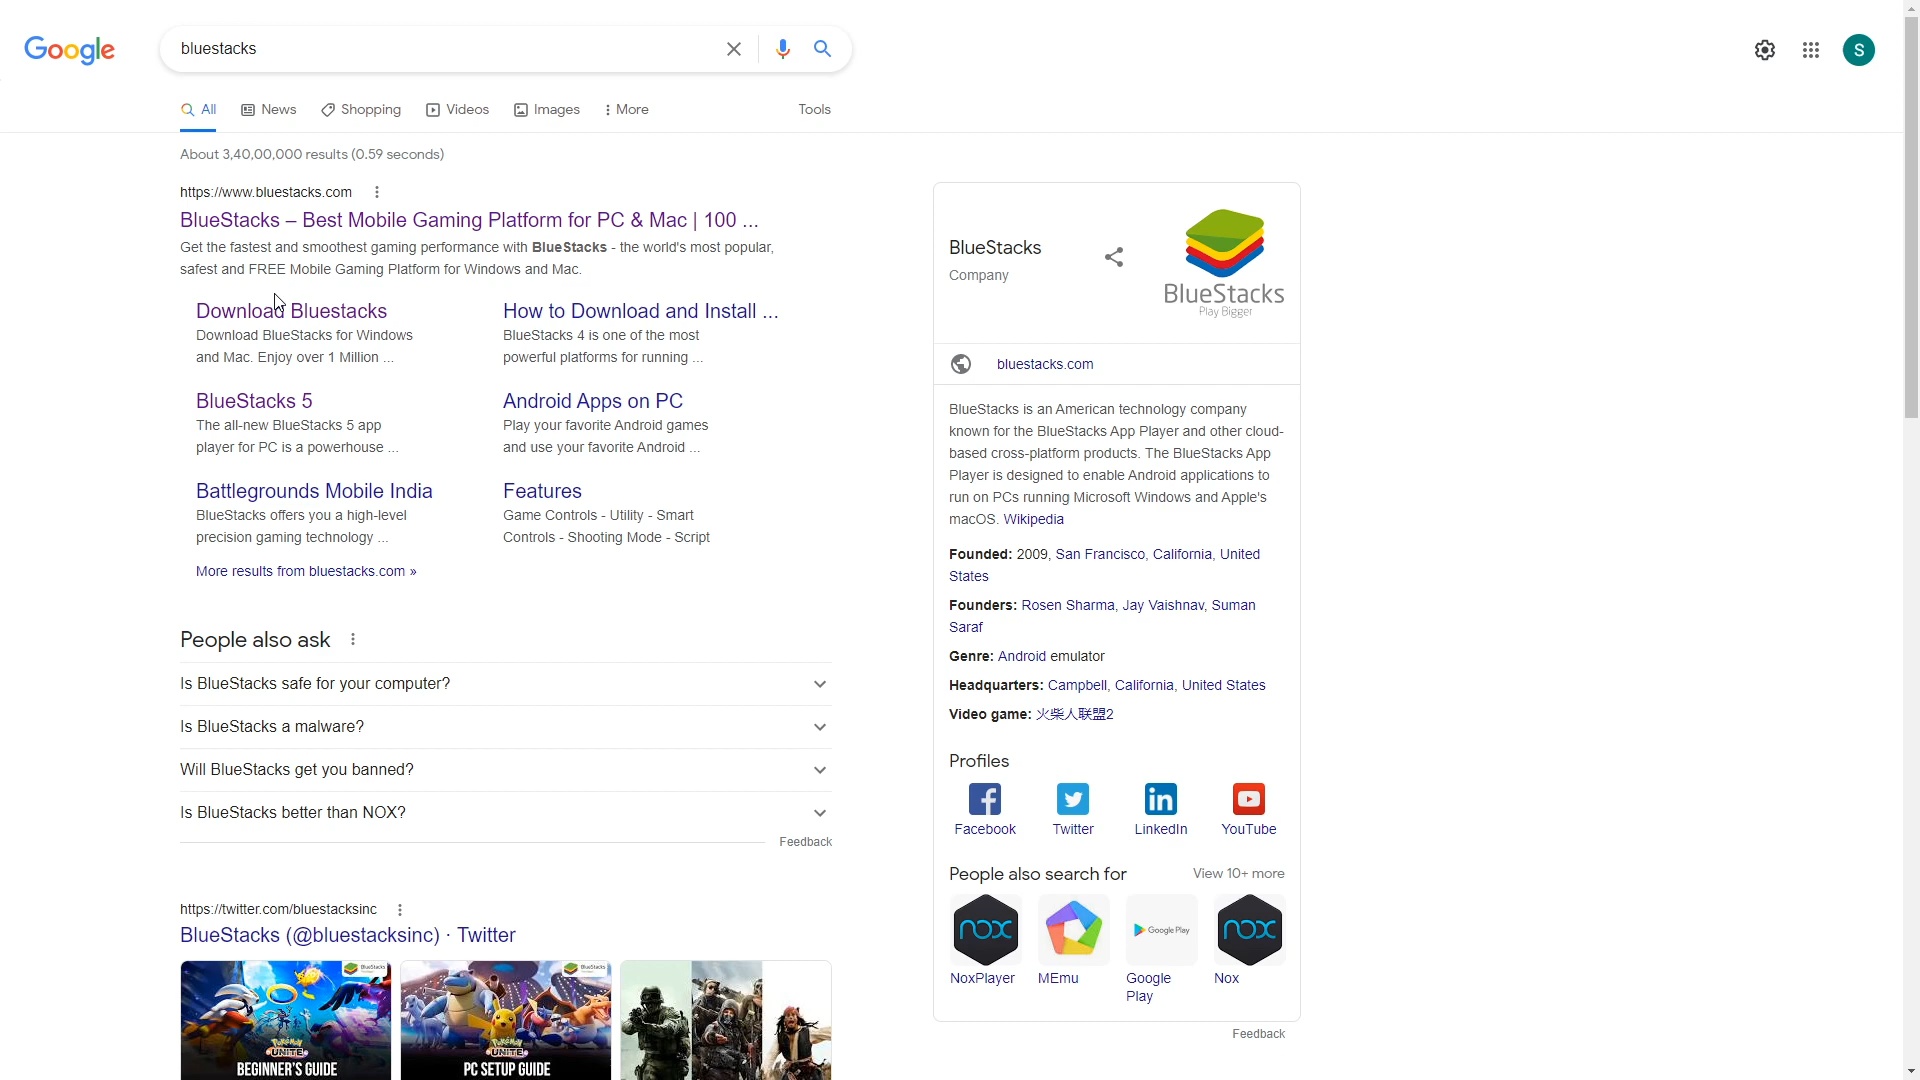 Google
bluestacks
S
All
News
Shopping
Videos
Images
More
Tools
About 3,40,00,000 results (0.59 seconds)
https://www.bluestacks.com
BlueStacks – Best Mobile Gaming Platform for PC & Mac | 100 ...
Get the fastest and smoothest gaming performance with BlueStacks - the world's most popular,
safest and FREE Mobile Gaming Platform for Windows and Mac.
Download Bluestacks
Download BlueStacks for Windows
and Mac. Enjoy over 1 Million ...
How to Download and Install ...
BlueStacks 4 is one of the most
powerful platforms for running ...
BlueStacks 5
The all-new BlueStacks 5 app
player for PC is a powerhouse ...
Android Apps on PC
Play your favorite Android games
and use your favorite Android ...
Battlegrounds Mobile India
BlueStacks offers you a high-level
precision gaming technology ...
Features
Game Controls - Utility - Smart
Controls - Shooting Mode - Script
More results from bluestacks.com »
People also ask
Is BlueStacks safe for your computer?
Is BlueStacks a malware?
Will BlueStacks get you banned?
Is BlueStacks better than NOX?
Feedback
https://twitter.com/bluestacksinc
BlueStacks (@bluestacksinc) · Twitter
BlueStacks
Pokémon
UNITE
BEGINNER'S GUIDE
BlueStacks
Pokémon
UNITE
PC SETUP GUIDE
BlueStacks
Company
BlueStacks
Play Bigger
bluestacks.com
BlueStacks is an American technology company
known for the BlueStacks App Player and other cloud-
based cross-platform products. The BlueStacks App
Player is designed to enable Android applications to
run on PCs running Microsoft Windows and Apple's
macOS. Wikipedia
Founded: 2009, San Francisco, California, United
States
Founders: Rosen Sharma, Jay Vaishnav, Suman
Saraf
Genre: Android emulator
Headquarters: Campbell, California, United States
Video game: 火柴人联盟2
Profiles
Facebook
Twitter
LinkedIn
YouTube
People also search for
View 10+ more
nox
Google Play
nox
NoxPlayer
MEmu
Google
Play
Nox
Feedback